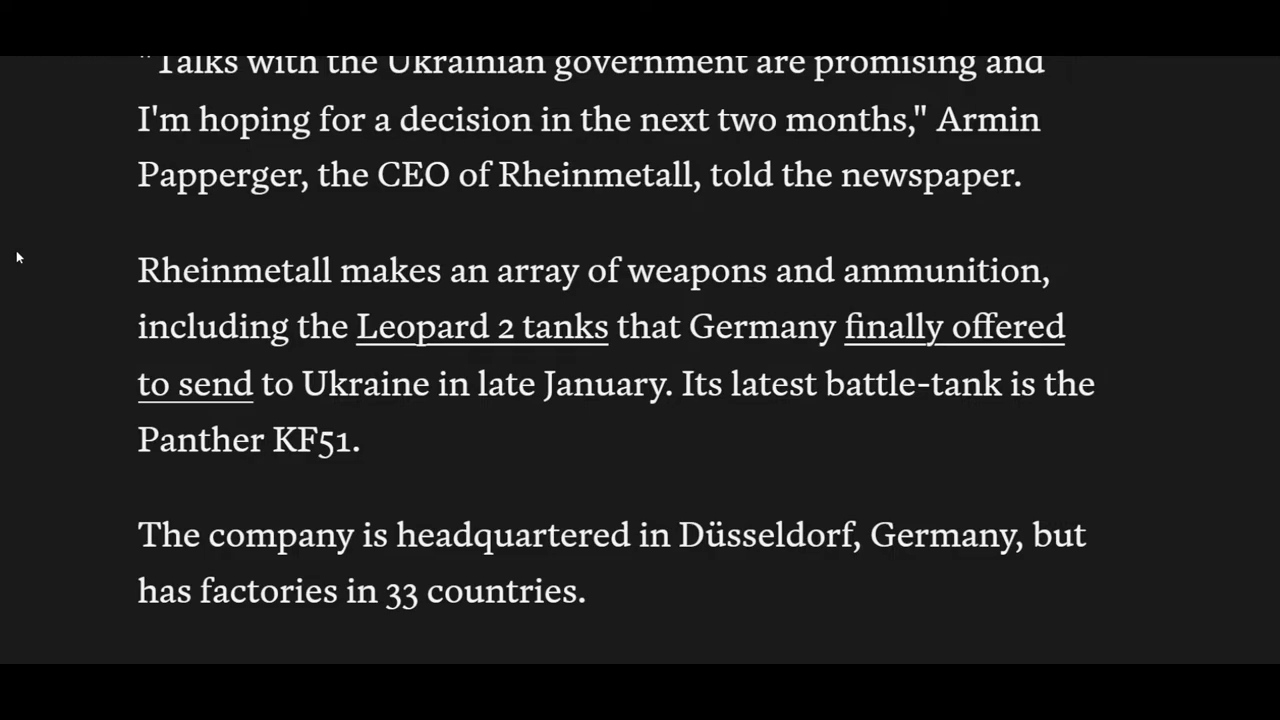 "Talks with the Ukrainian government are promising and
I'm hoping for a decision in the next two months," Armin
Papperger, the CEO of Rheinmetall, told the newspaper.
Rheinmetall makes an array of weapons and ammunition,
including the Leopard 2 tanks that Germany finally offered
to send to Ukraine in late January. Its latest battle-tank is the
Panther KF51.
The company is headquartered in Düsseldorf, Germany, but
has factories in 33 countries.